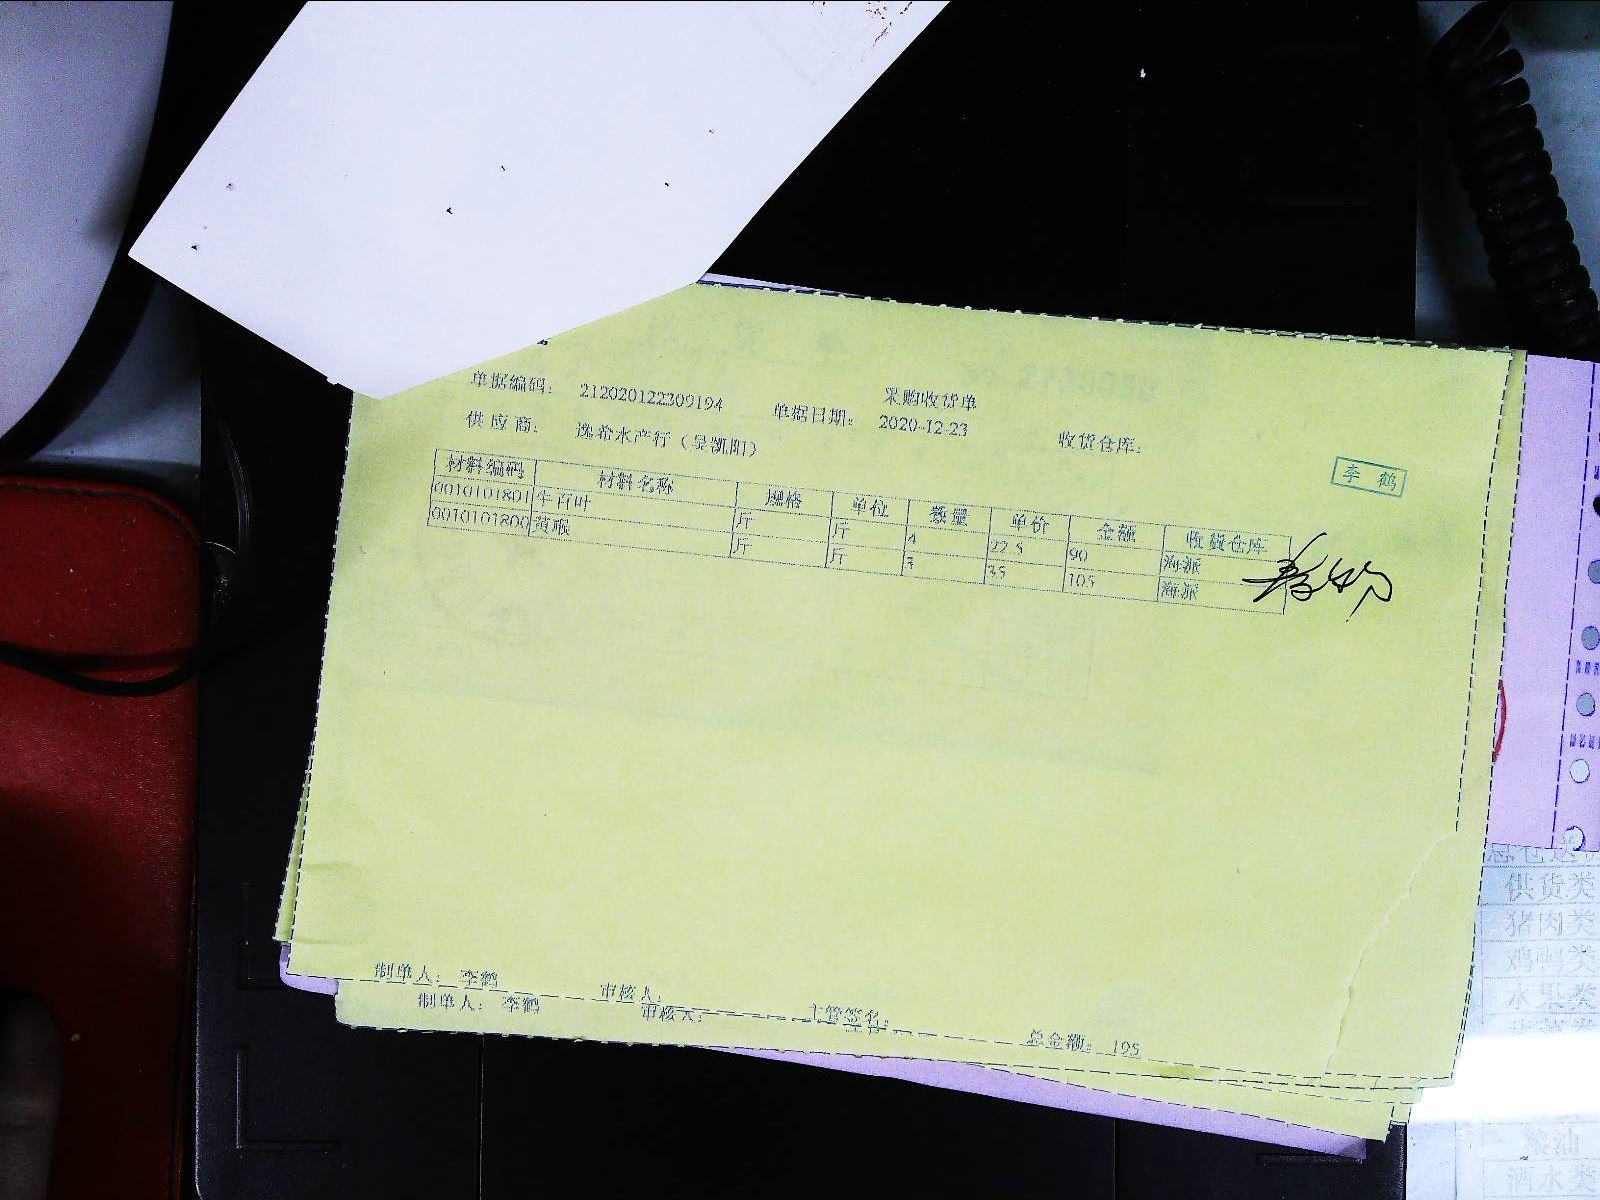 采购收货单
单据编码: 212020122309194 单据日期: 2020-12-23 收货仓库:
供应商: 逸希水产行(吴凯阳)
李鹤
材料编码 材料名称 规格 单位 数量 单价 金额 收货仓库
0010101801 牛百叶 斤 斤 4 22.5 90 海派
0010101800 黄喉 斤 斤 3 35 105 海派
制单人: 李鹤 审核人: 主管签名:
制单人: 李鹤 审核人: 总金额: 195
供货类
猪肉类
鸡鸭类
水果类
粮油
酒水类